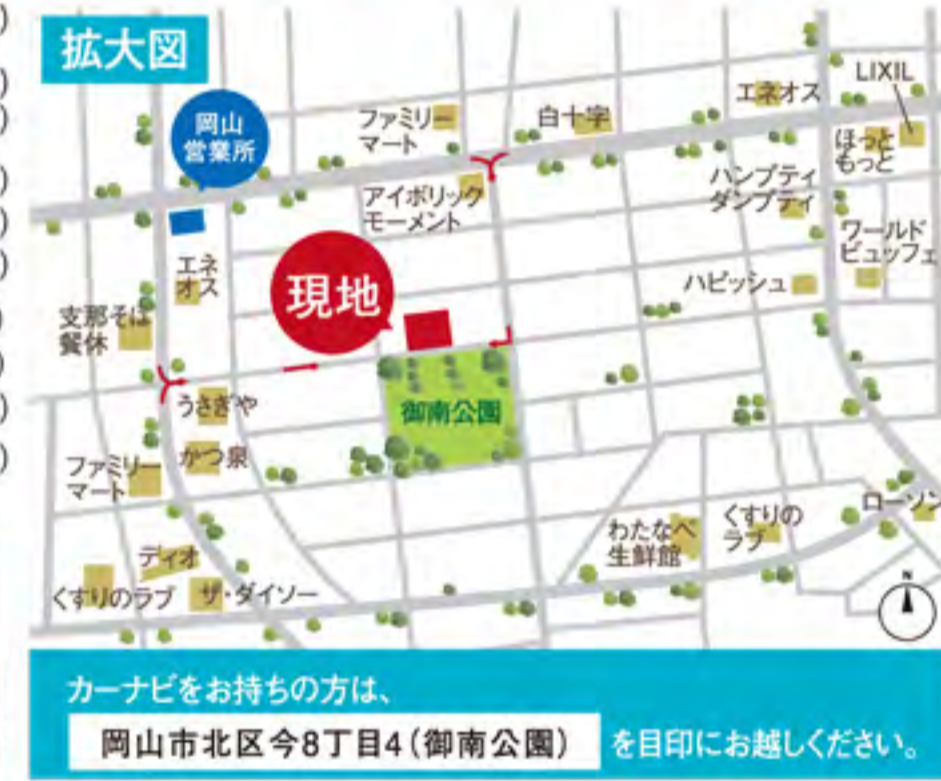 拡大図
岡山
営業所
ファミリー
マート
白十字
エネオス
LIXIL
ほっと
もっと
アイボリック
モーメント
ハンプティ
ダンプティ
ワールド
ビュッフェ
エネ
オス
現地
ハピッシュ
支那そば
餐休
うさぎや
御南公園
かつ泉
ファミリー
マート
わたなべ
生鮮館
くすりの
ラブ
ローソン
ディオ
くすりのラブ
ザ・ダイソー
N
カーナビをお持ちの方は、
岡山市北区今8丁目4(御南公園)
を目印にお越しください。